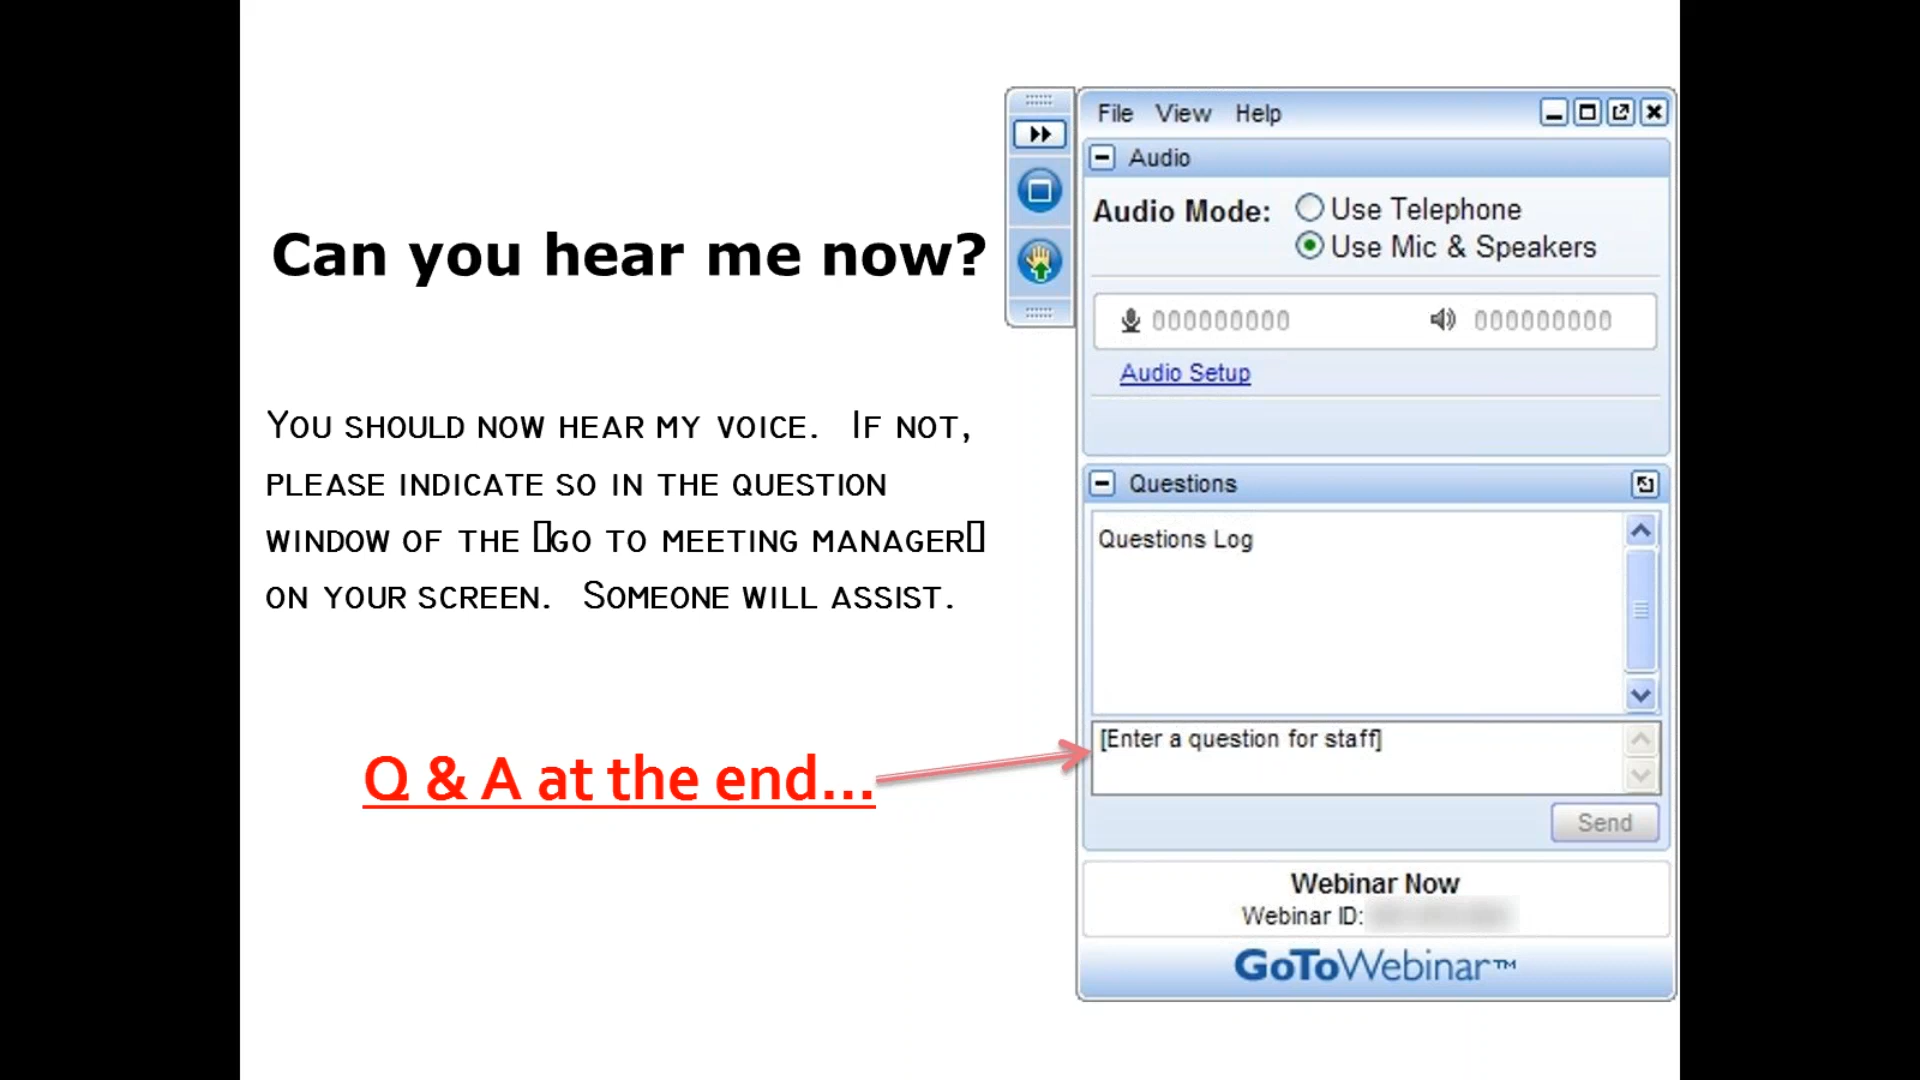 Can you hear me now?
You should now hear my voice. If not,
please indicate so in the question
window of the go to meeting manager
on your screen. Someone will assist.
Q & A at the end...
File View Help
Audio
Audio Mode: Use Telephone
Use Mic & Speakers
000000000 000000000
Audio Setup
Questions
Questions Log
[Enter a question for staff]
Send
Webinar Now
Webinar ID:
GoToWebinar™